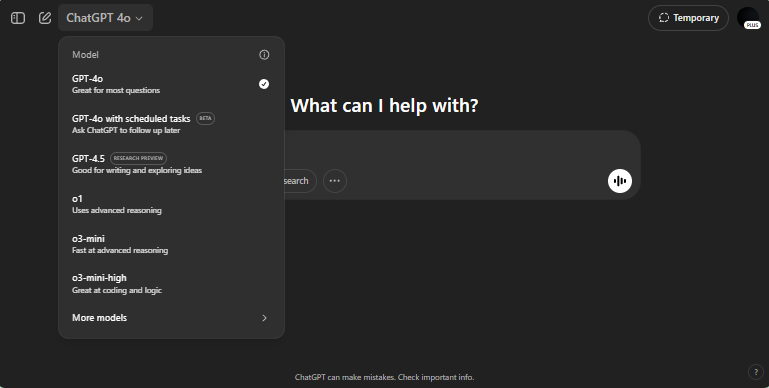 ChatGPT 4o
Temporary
PLUS
Model
GPT-4o
Great for most questions
GPT-4o with scheduled tasks BETA
Ask ChatGPT to follow up later
GPT-4.5 RESEARCH PREVIEW
Good for writing and exploring ideas
o1
Uses advanced reasoning
o3-mini
Fast at advanced reasoning
o3-mini-high
Great at coding and logic
More models
What can I help with?
search
ChatGPT can make mistakes. Check important info.
?